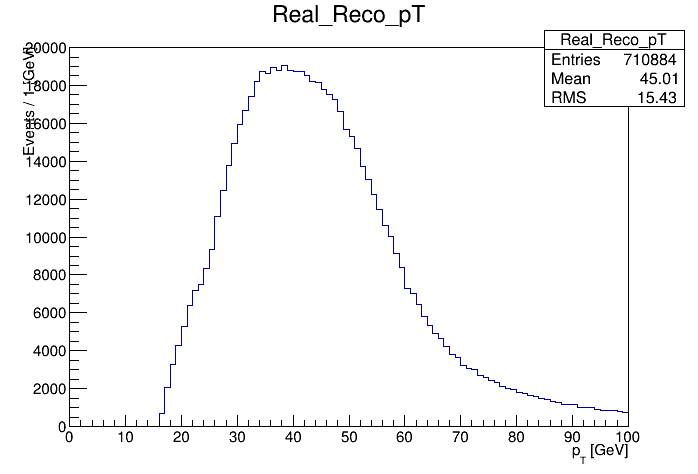 Real_Reco_pT
Real_Reco_pT
Entries 710884
Mean 45.01
RMS 15.43
Events / 1 [GeV]
20000
18000
16000
14000
12000
10000
8000
6000
4000
2000
0
0 10 20 30 40 50 60 70 80 90 100
p_T [GeV]